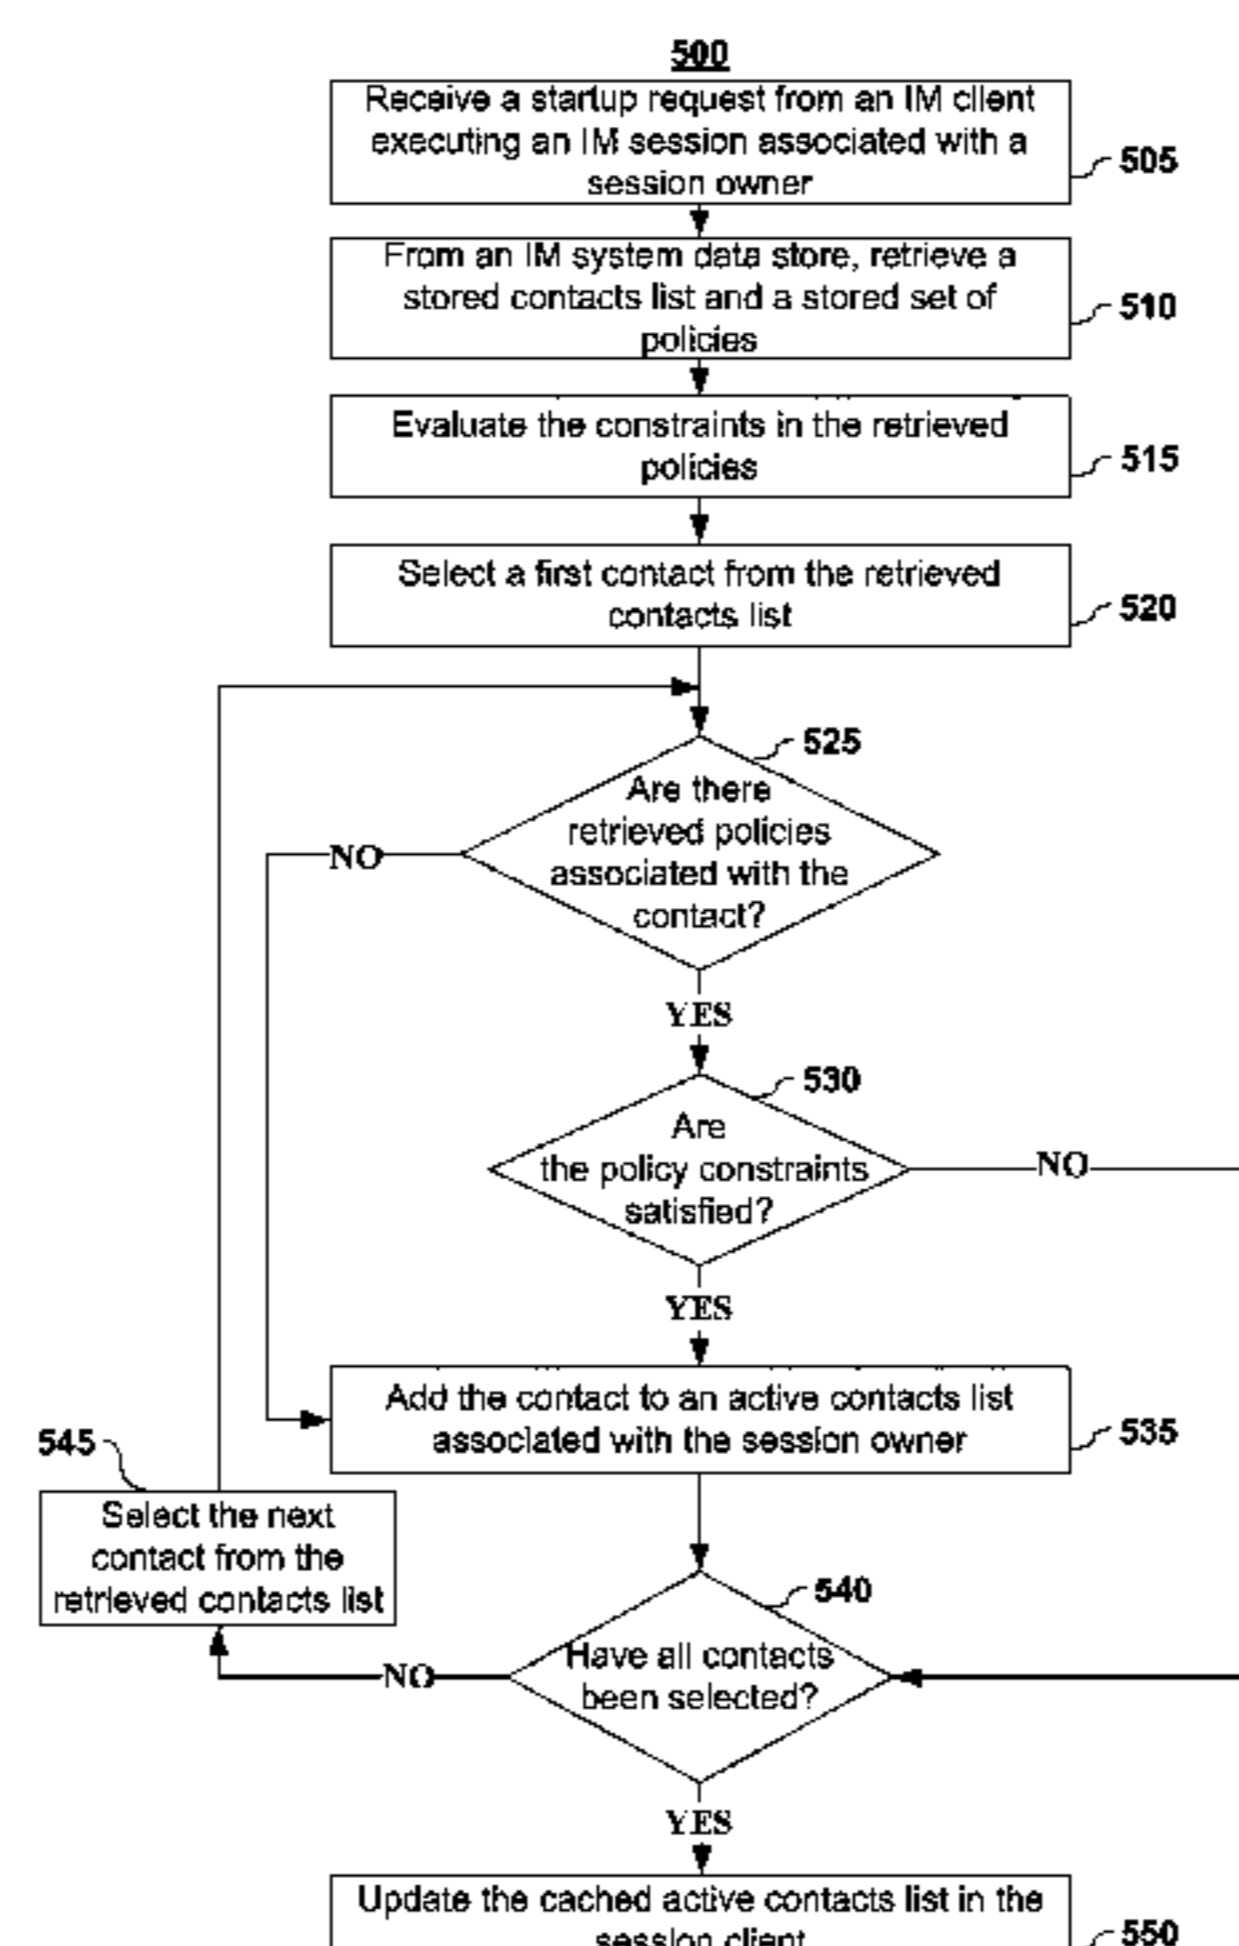 500
Receive a startup request from an IM client
executing an IM session associated with a
session owner
505
From an IM system data store, retrieve a
stored contacts list and a stored set of
policies
510
Evaluate the constraints in the retrieved
policies
515
Select a first contact from the retrieved
contacts list
520
525
Are there
retrieved policies
associated with the
contact?
NO
YES
530
Are
the policy constraints
satisfied?
NO
YES
Add the contact to an active contacts list
associated with the session owner
535
545
Select the next
contact from the
retrieved contacts list
540
Have all contacts
been selected?
NO
YES
Update the cached active contacts list in the
session client
550